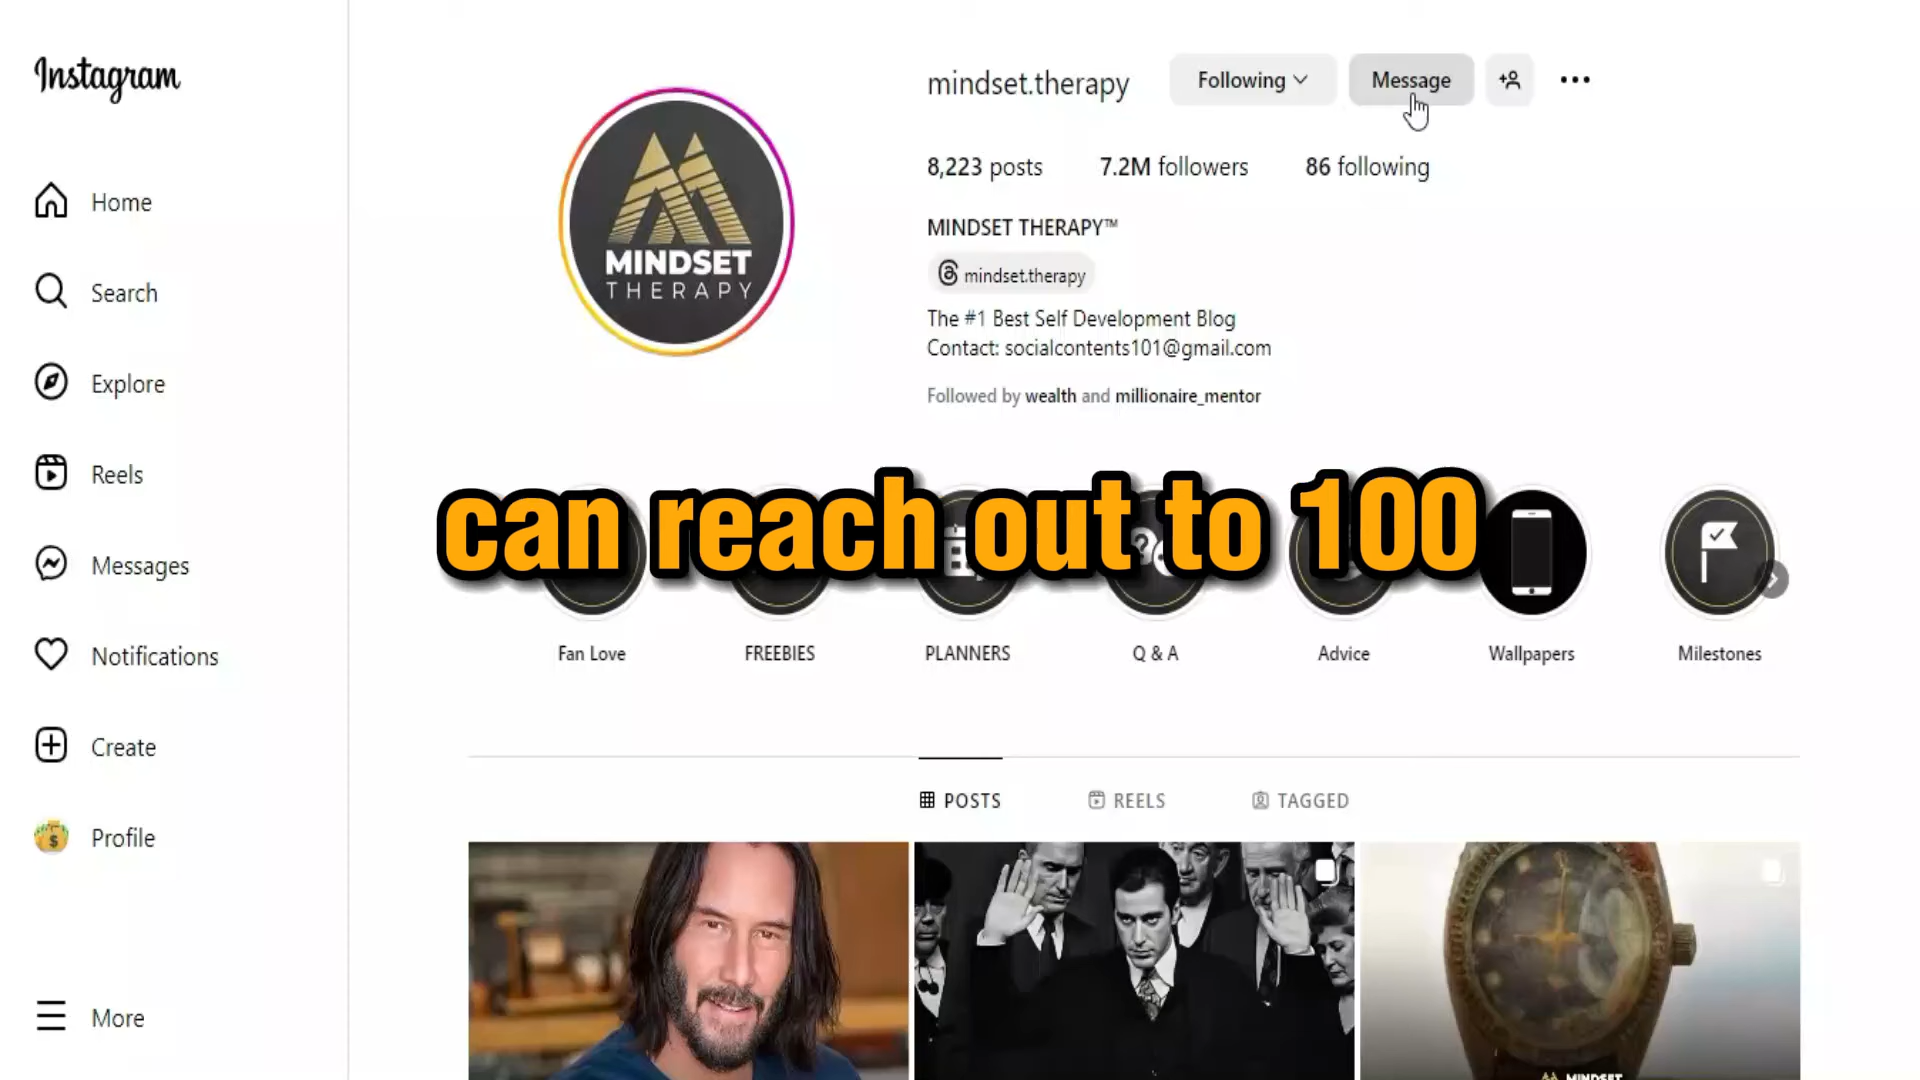 Instagram
Home
Search
Explore
Reels
Messages
Notifications
Create
Profile
More
mindset.therapy
Following
Message
8,223 posts
7.2M followers
86 following
MINDSET THERAPY™
mindset.therapy
The #1 Best Self Development Blog
Contact: socialcontents101@gmail.com
Followed by wealth and millionaire_mentor
MINDSET
THERAPY
can reach out to 100
Fan Love
FREEBIES
PLANNERS
Q & A
Advice
Wallpapers
Milestones
POSTS
REELS
TAGGED
MINDSET